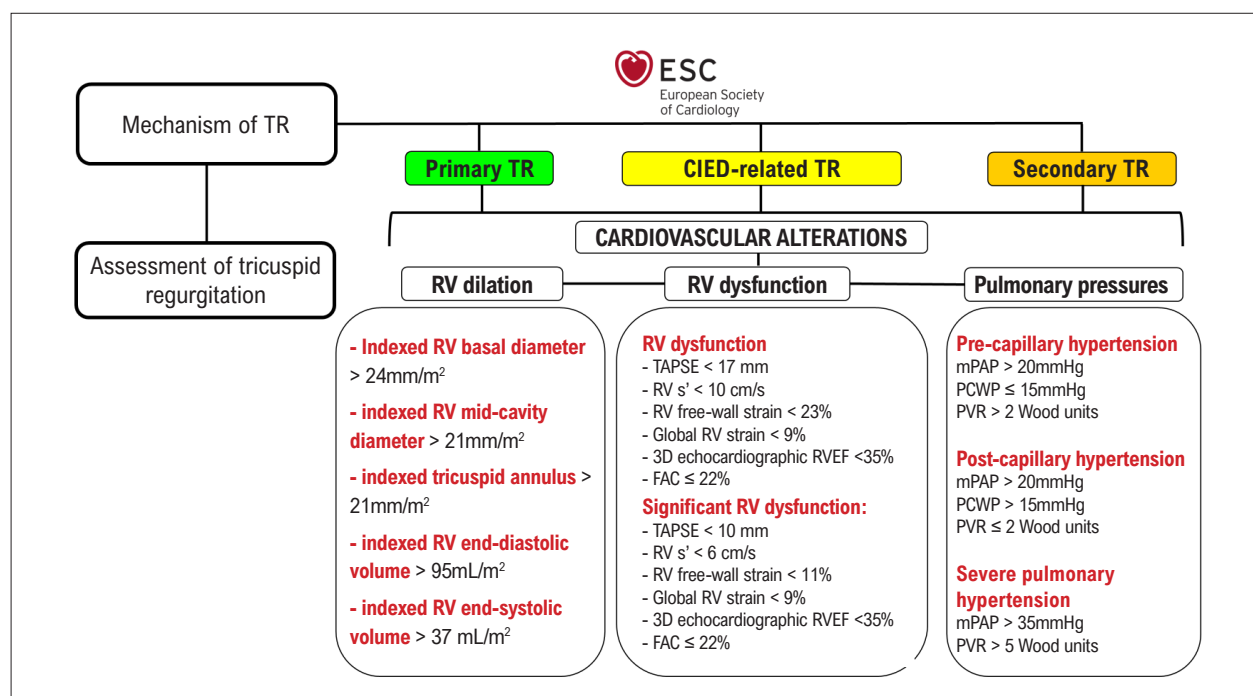 ESC
European Society
of Cardiology
Mechanism of TR
Primary TR
CIED-related TR
Secondary TR
CARDIOVASCULAR ALTERATIONS
Assessment of tricuspid
regurgitation
RV dilation
RV dysfunction
Pulmonary pressures
- Indexed RV basal diameter
> 24mm/m²
- indexed RV mid-cavity
diameter > 21mm/m²
- indexed tricuspid annulus >
21mm/m²
- indexed RV end-diastolic
volume > 95mL/m²
- indexed RV end-systolic
volume > 37 mL/m²
RV dysfunction
- TAPSE < 17 mm
- RV s' < 10 cm/s
- RV free-wall strain < 23%
- Global RV strain < 9%
- 3D echocardiographic RVEF <35%
- FAC ≤ 22%
Significant RV dysfunction:
- TAPSE < 10 mm
- RV s' < 6 cm/s
- RV free-wall strain < 11%
- Global RV strain < 9%
- 3D echocardiographic RVEF <35%
- FAC ≤ 22%
Pre-capillary hypertension
mPAP > 20mmHg
PCWP ≤ 15mmHg
PVR > 2 Wood units
Post-capillary hypertension
mPAP > 20mmHg
PCWP > 15mmHg
PVR ≤ 2 Wood units
Severe pulmonary
hypertension
mPAP > 35mmHg
PVR > 5 Wood units